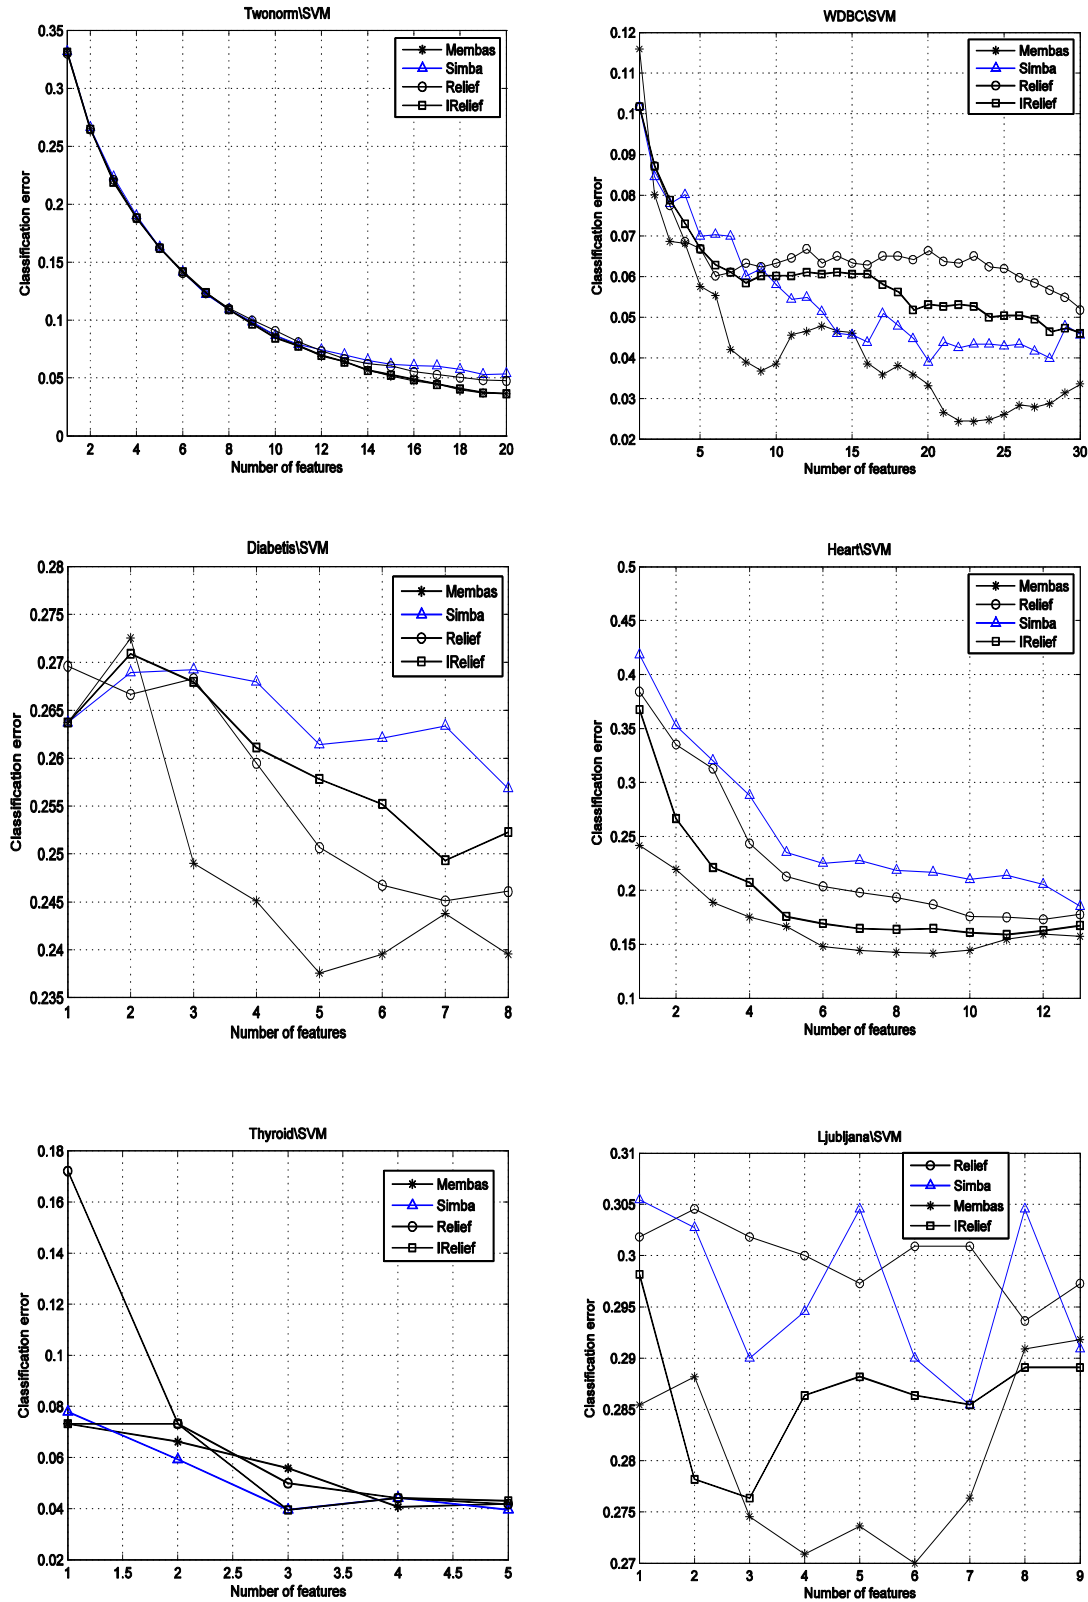 Twonorm\SVM
Classification error
0.35
0.3
0.25
0.2
0.15
0.1
0.05
0
2 4 6 8 10 12 14 16 18 20
Number of features
Membas
Simba
Relief
IRelief
WDBC\SVM
Classification error
0.12
0.11
0.1
0.09
0.08
0.07
0.06
0.05
0.04
0.03
0.02
5 10 15 20 25 30
Number of features
Membas
Simba
Relief
IRelief
Diabetis\SVM
Classification error
0.28
0.275
0.27
0.265
0.26
0.255
0.25
0.245
0.24
0.235
1 2 3 4 5 6 7 8
Number of features
Membas
Simba
Relief
IRelief
Heart\SVM
Classification error
0.5
0.45
0.4
0.35
0.3
0.25
0.2
0.15
0.1
2 4 6 8 10 12
Number of features
Membas
Relief
Simba
IRelief
Thyroid\SVM
Classification error
0.18
0.16
0.14
0.12
0.1
0.08
0.06
0.04
0.02
1 1.5 2 2.5 3 3.5 4 4.5 5
Number of features
Membas
Simba
Relief
IRelief
Ljubljana\SVM
Classification error
0.31
0.305
0.3
0.295
0.29
0.285
0.28
0.275
0.27
1 2 3 4 5 6 7 8 9
Number of features
Relief
Simba
Membas
IRelief